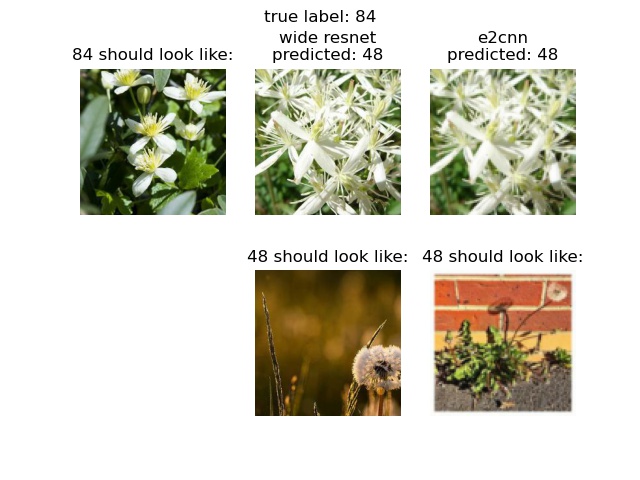 true label: 84
84 should look like:
wide resnet
predicted: 48
e2cnn
predicted: 48
48 should look like:
48 should look like: